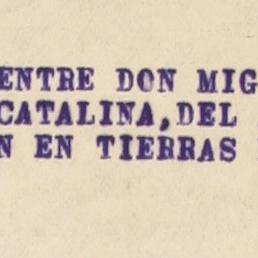 ENTRE DON MIG
CATALINA, DEL
N EN TIERRAS